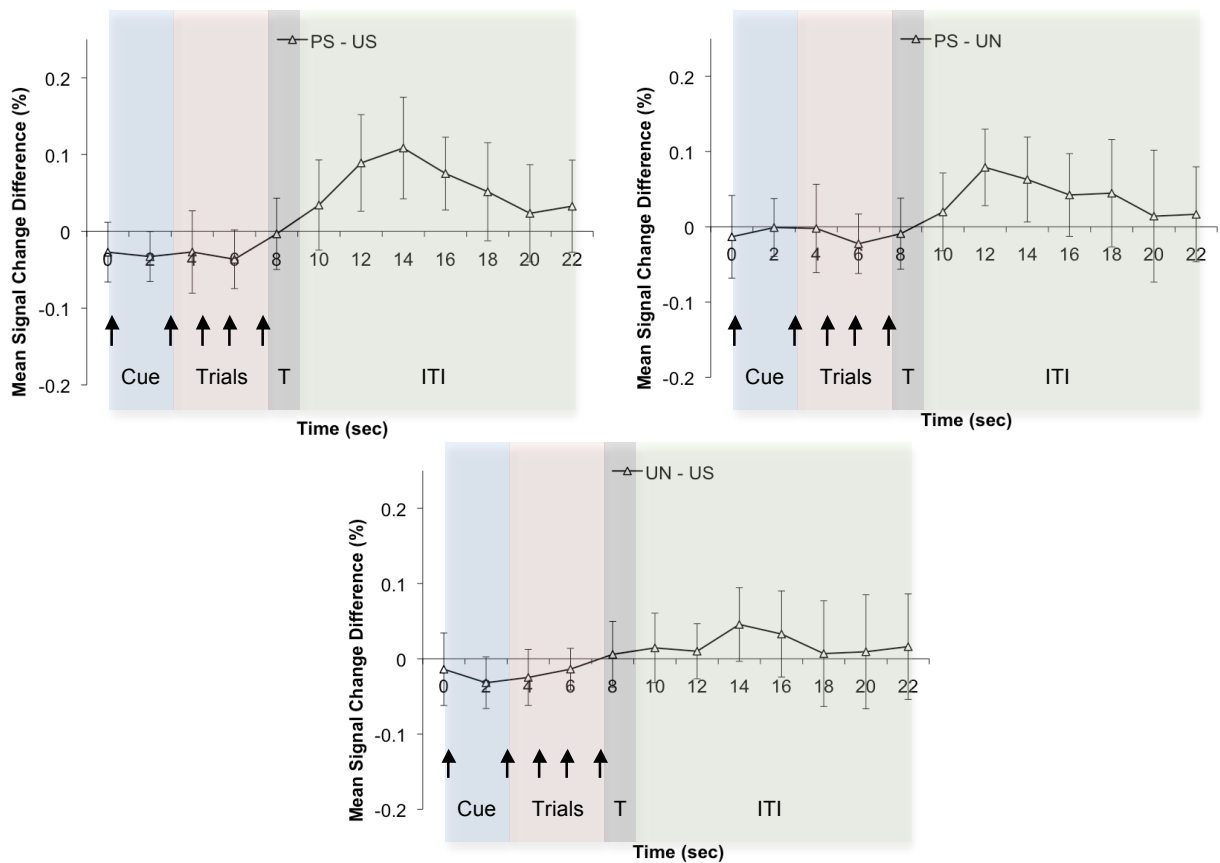 PS - US
Mean Signal Change Difference (%)
0.2
0.1
0
-0.1
-0.2
0 2 4 6 8 10 12 14 16 18 20 22
Cue Trials T ITI
Time (sec)
PS - UN
Mean Signal Change Difference (%)
0.2
0.1
0
-0.1
-0.2
0 2 4 6 8 10 12 14 16 18 20 22
Cue Trials T ITI
Time (sec)
UN - US
Mean Signal Change Difference (%)
0.2
0.1
0
-0.1
-0.2
0 2 4 6 8 10 12 14 16 18 20 22
Cue Trials T ITI
Time (sec)